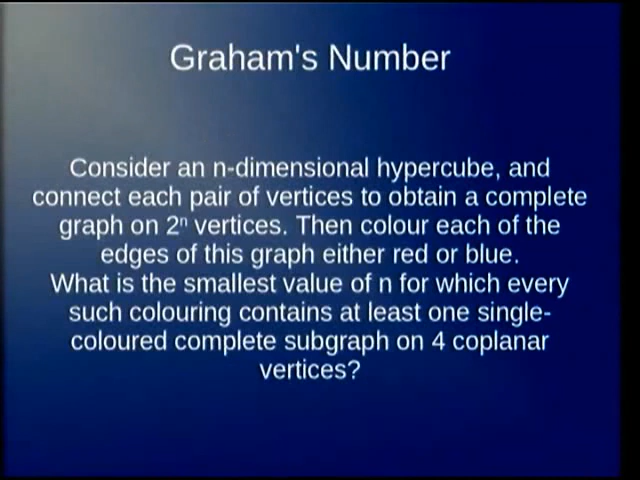 Graham's Number
Consider an n-dimensional hypercube, and
connect each pair of vertices to obtain a complete
graph on 2ⁿ vertices. Then colour each of the
edges of this graph either red or blue.
What is the smallest value of n for which every
such colouring contains at least one single-
coloured complete subgraph on 4 coplanar
vertices?